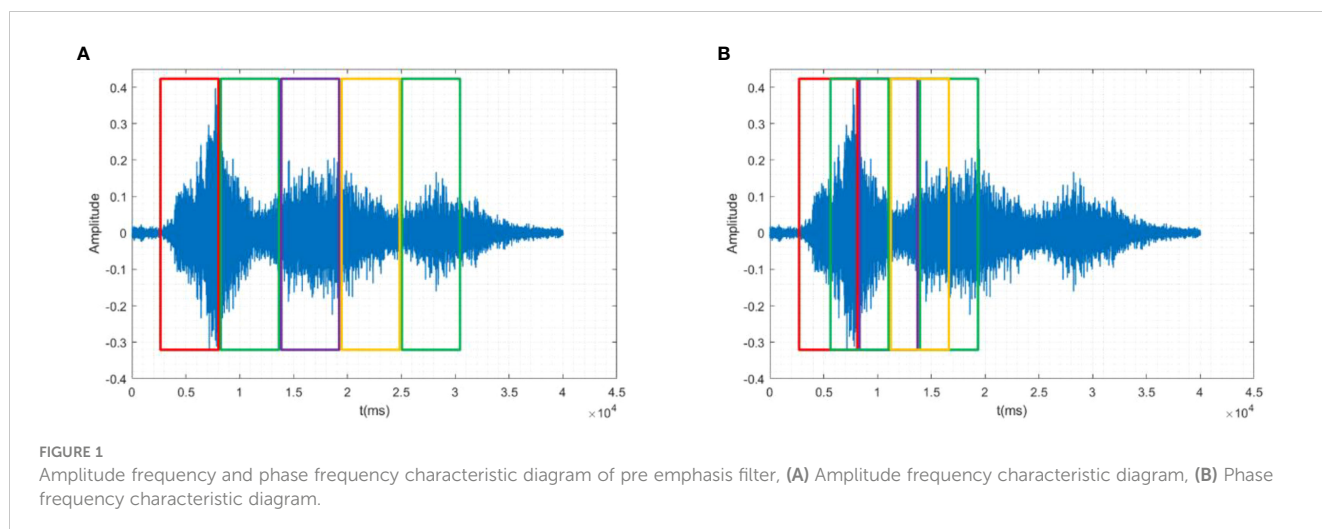 A
B
0.4
0.3
0.2
0.1
0
-0.1
-0.2
-0.3
-0.4
Amplitude
0 0.5 1 1.5 2 2.5 3 3.5 4 4.5
t(ms)
×10⁴
0.4
0.3
0.2
0.1
0
-0.1
-0.2
-0.3
-0.4
Amplitude
0 0.5 1 1.5 2 2.5 3 3.5 4 4.5
t(ms)
×10⁴
FIGURE 1
Amplitude frequency and phase frequency characteristic diagram of pre emphasis filter, (A) Amplitude frequency characteristic diagram, (B) Phase
frequency characteristic diagram.